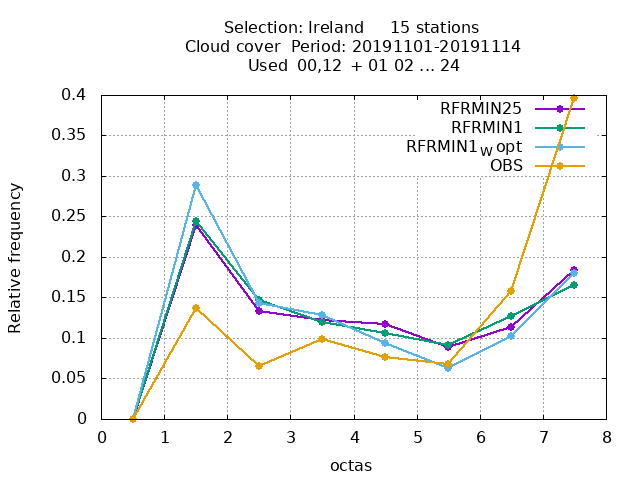 Selection: Ireland 15 stations
Cloud cover Period: 20191101-20191114
Used 00,12 + 01 02 ... 24
RFRMIN25
RFRMIN1
RFRMIN1w opt
OBS
Relative frequency
0.4
0.35
0.3
0.25
0.2
0.15
0.1
0.05
0
0 1 2 3 4 5 6 7 8
octas